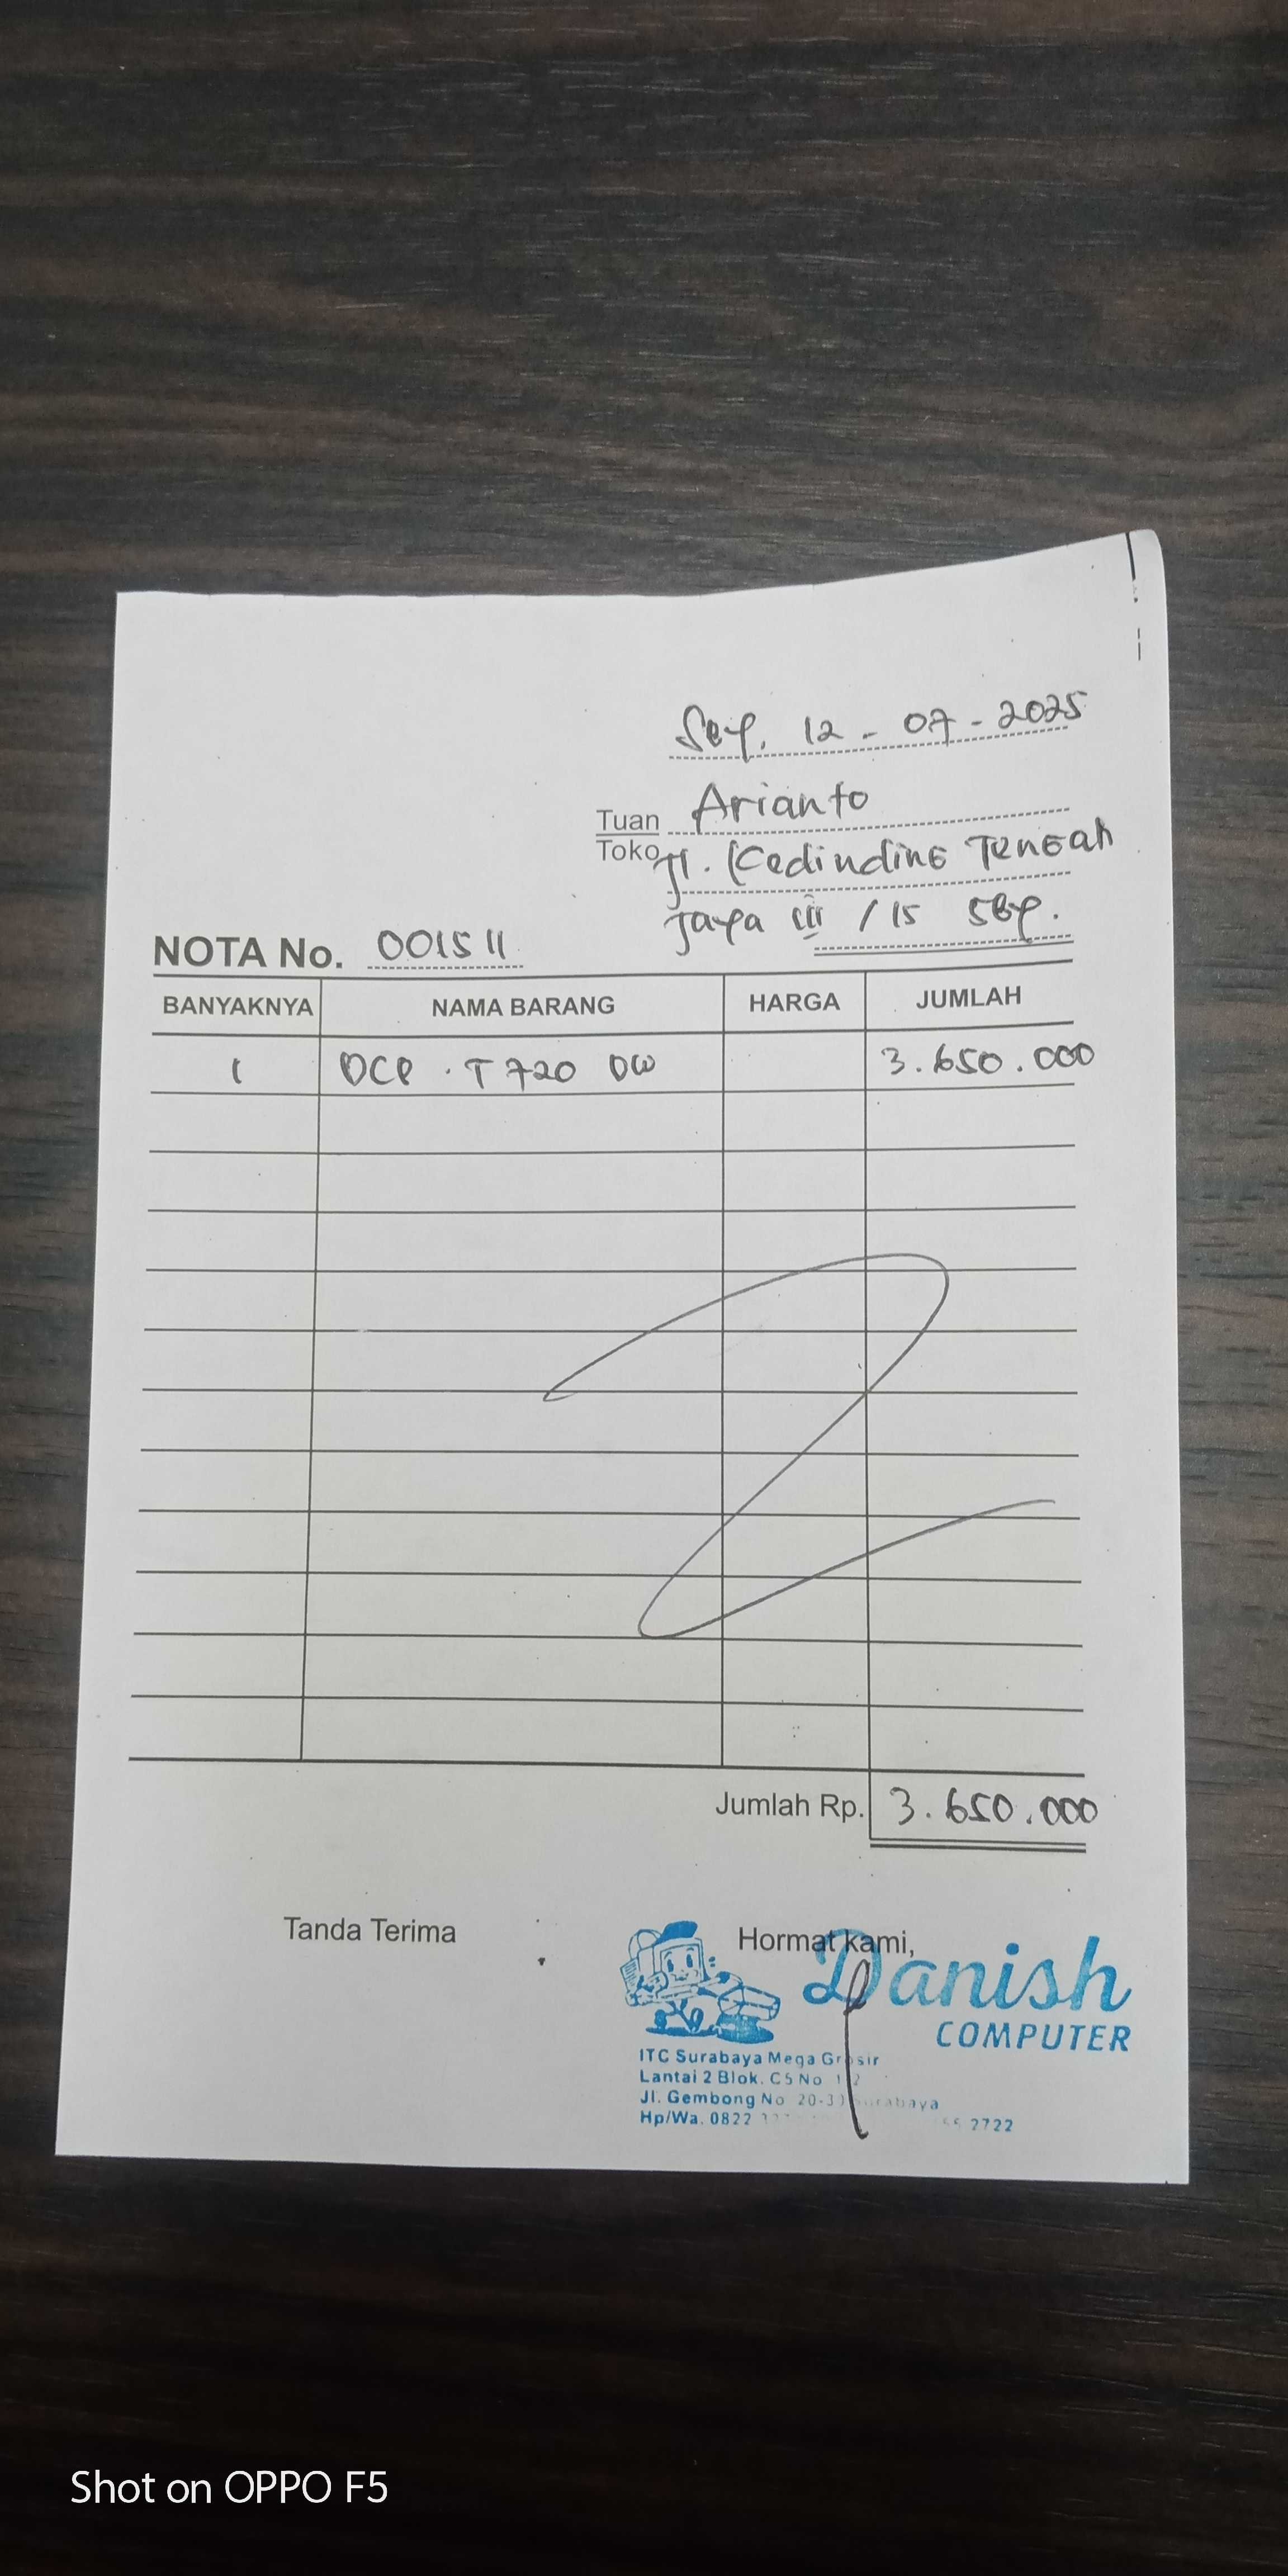 Sby, 12 - 07 - 2025
Tuan Arianto
Toko Jl. Kedinding Tengah
Jaya III / 15 Sby.
NOTA No. 001511
BANYAKNYA NAMA BARANG HARGA JUMLAH
1 DCP . T720 DW 3.650.000
Jumlah Rp. 3.650.000
Tanda Terima Hormat kami,
Danish
COMPUTER
ITC Surabaya Mega Grosir
Lantai 2 Blok. C5 No
Jl. Gembong No 20-30 Surabaya
Hp/Wa. 0822 2722
Shot on OPPO F5